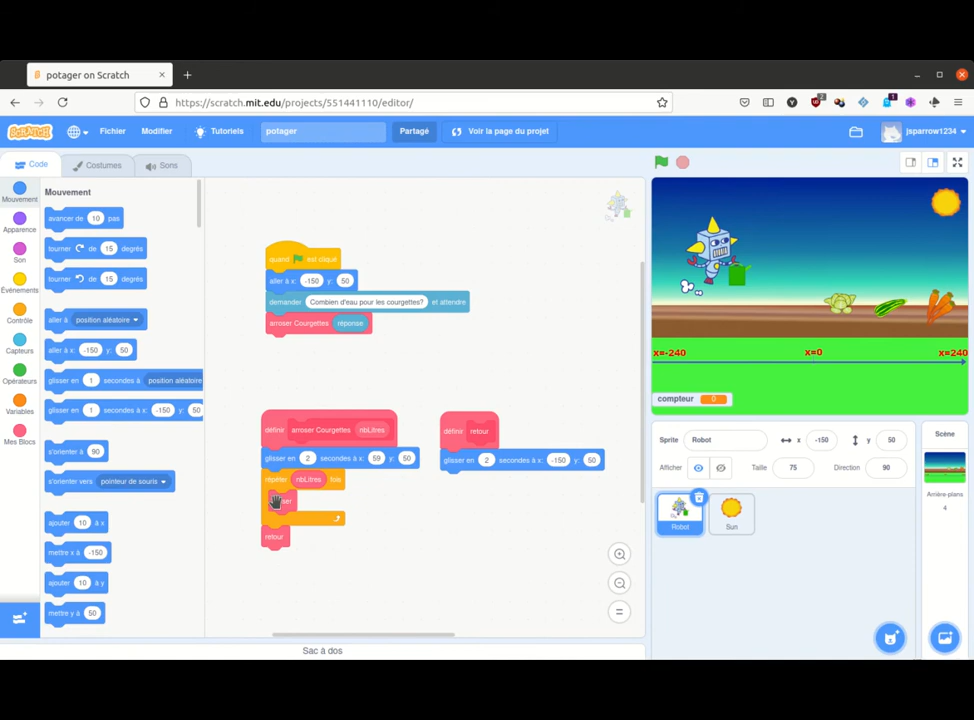 potager on Scratch
https://scratch.mit.edu/projects/551441110/editor/
2
1
SCRATCH
Fichier
Modifier
Tutoriels
potager
Partagé
Voir la page du projet
jsparrow1234
Code
Costumes
Sons
Mouvement
Apparence
Son
Événements
Contrôle
Capteurs
Opérateurs
Variables
Mes Blocs
Mouvement
avancer de 10 pas
tourner de 15 degrés
tourner de 15 degrés
aller à position aléatoire
aller à x: -150 y: 50
glisser en 1 secondes à position aléatoire
glisser en 1 secondes à x: -150 y: 50
s'orienter à 90
s'orienter vers pointeur de souris
ajouter 10 à x
mettre x à -150
ajouter 10 à y
mettre y à 50
quand est cliqué
aller à x: -150 y: 50
demander Combien d'eau pour les courgettes? et attendre
arroser Courgettes réponse
définir arroser Courgettes nbLitres
glisser en 2 secondes à x: 59 y: 50
répéter nbLitres fois
retour
définir retour
glisser en 2 secondes à x: -150 y: 50
x=-240
x=0
x=240
compteur 0
Sprite Robot x -150 y 50
Afficher Taille 75 Direction 90
Robot
Sun
Scène
Arrière-plans
4
Sac à dos